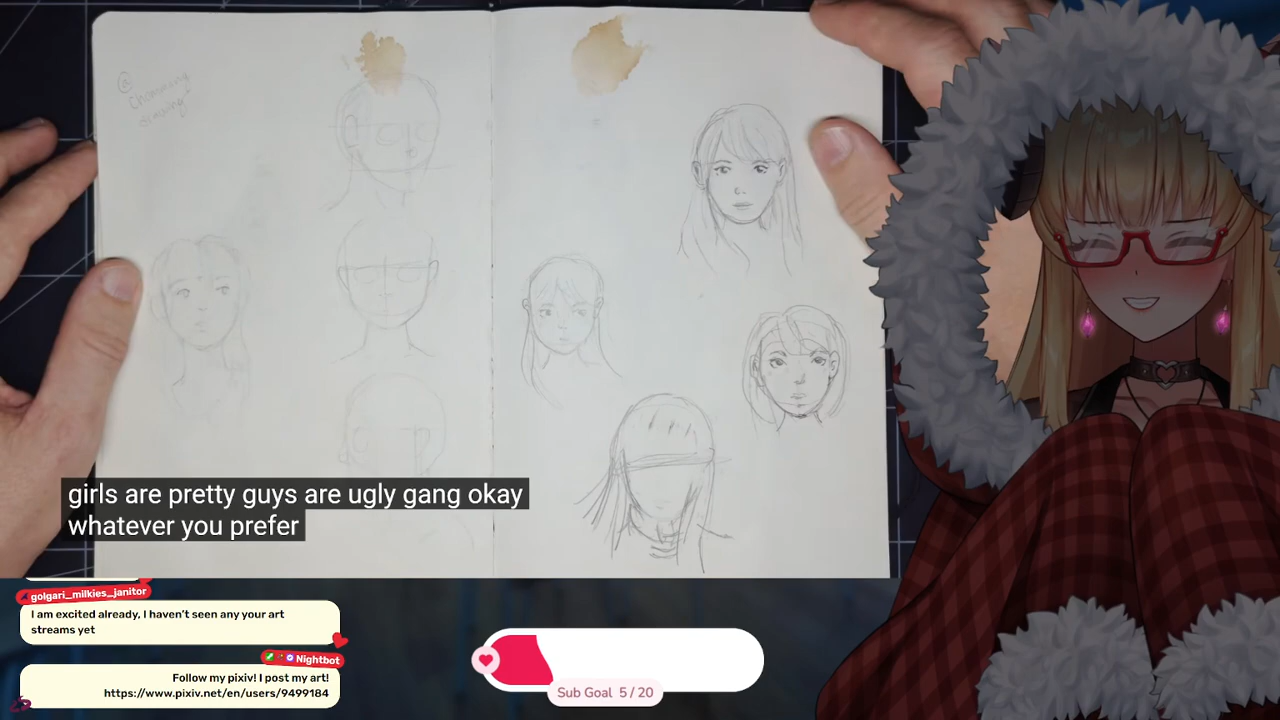 @
drawing
girls are pretty guys are ugly gang okay
whatever you prefer
golgari_milkies_janitor
I am excited already, I haven't seen any your art
streams yet
Nightbot
Follow my pixiv! I post my art!
https://www.pixiv.net/en/users/9499184
Sub Goal 5 / 20